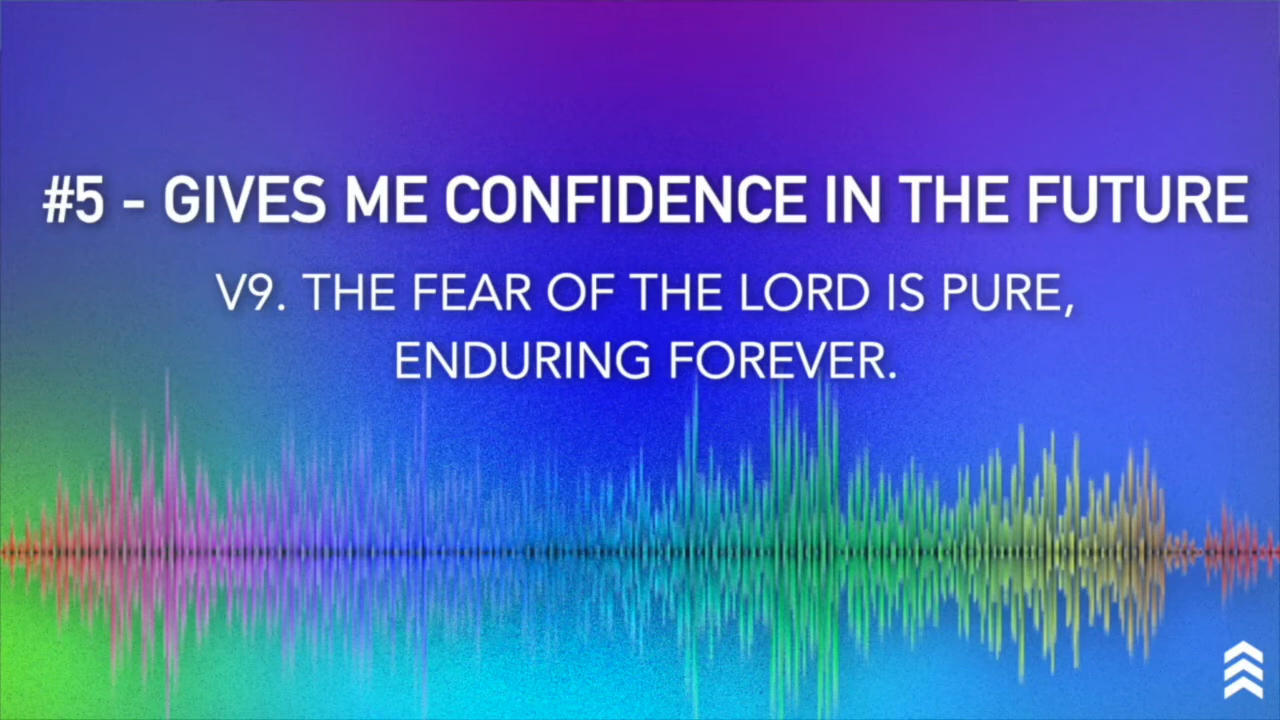 #5 - GIVES ME CONFIDENCE IN THE FUTURE
V9. THE FEAR OF THE LORD IS PURE,
ENDURING FOREVER.